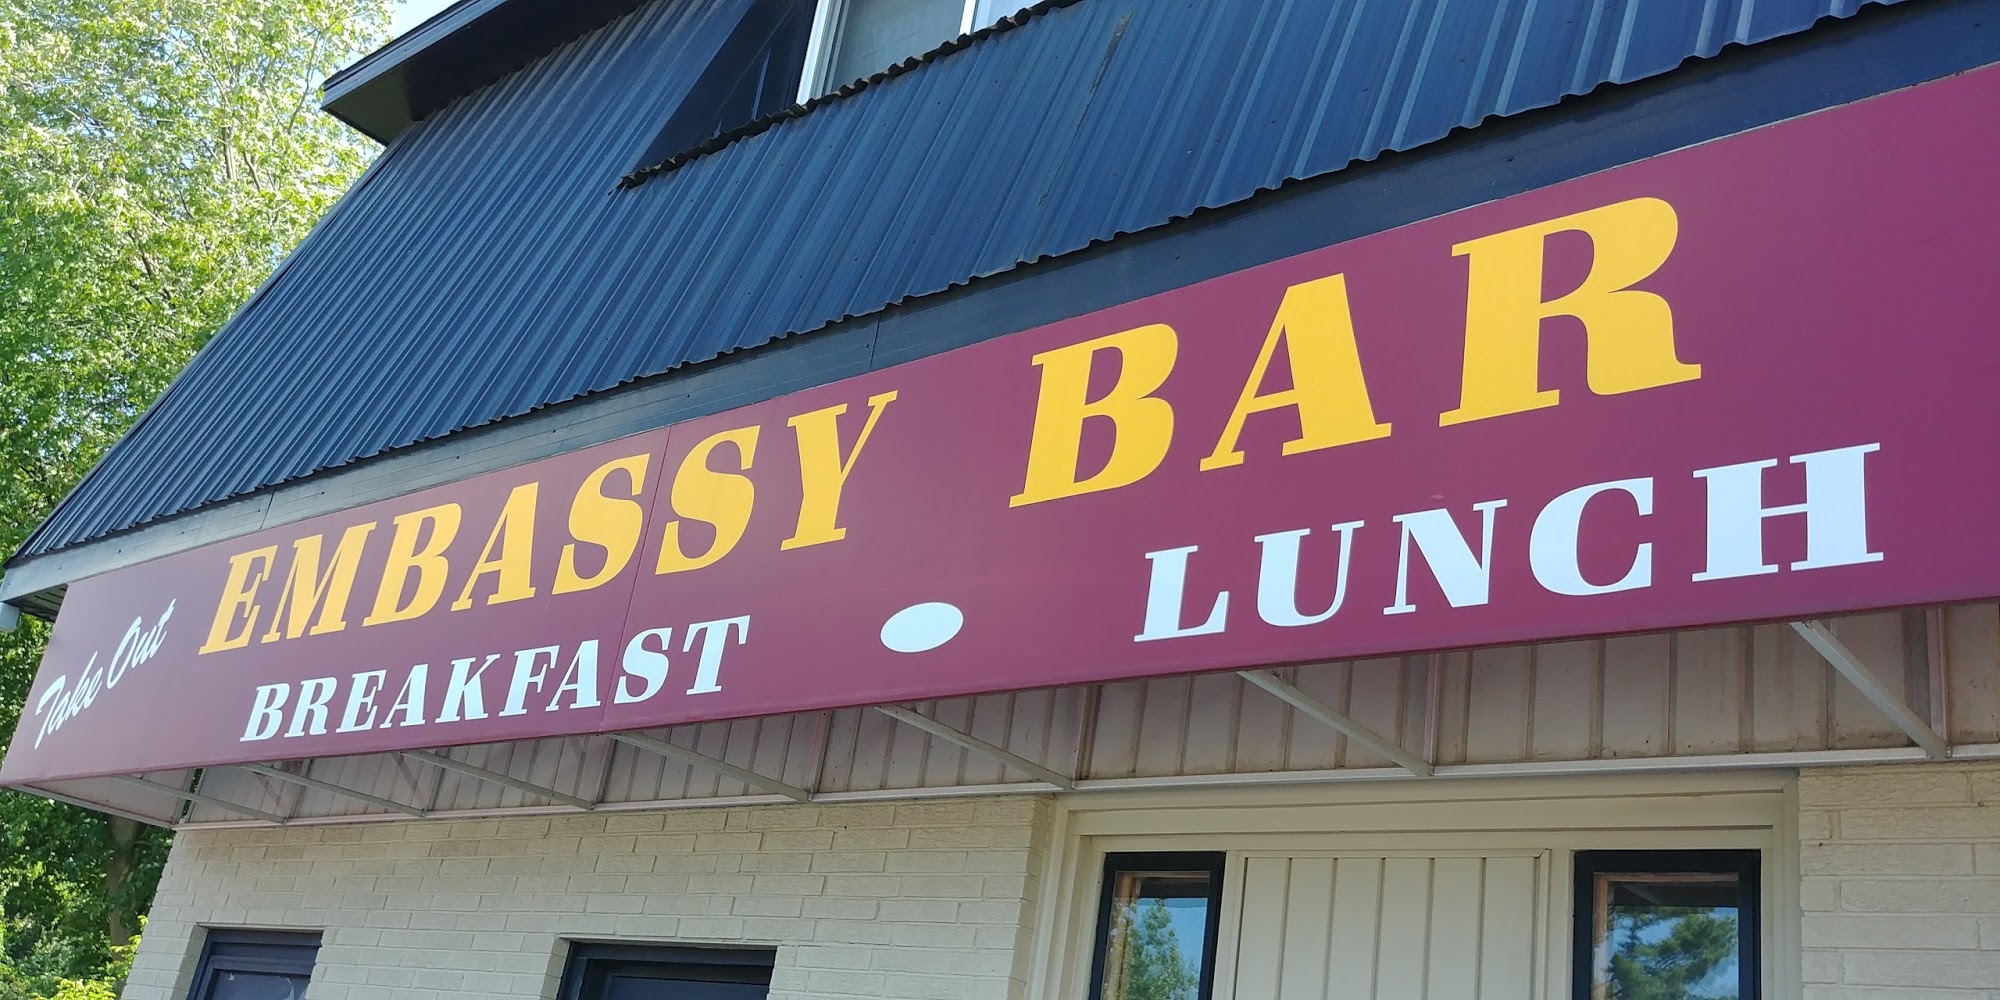 Take Out
EMBASSY BAR
BREAKFAST • LUNCH